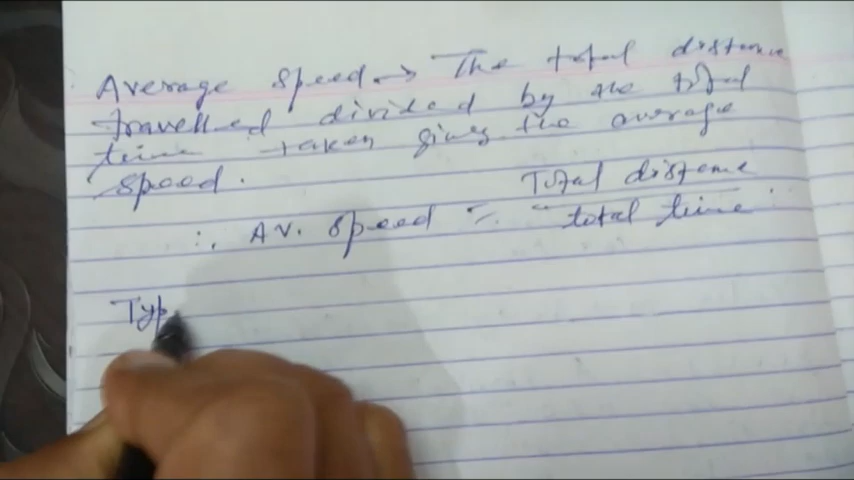 Average speed → The total distance
travelled divided by the total
time taken gives the average
speed.
Total distance
∴ Av. speed = total time
Typ